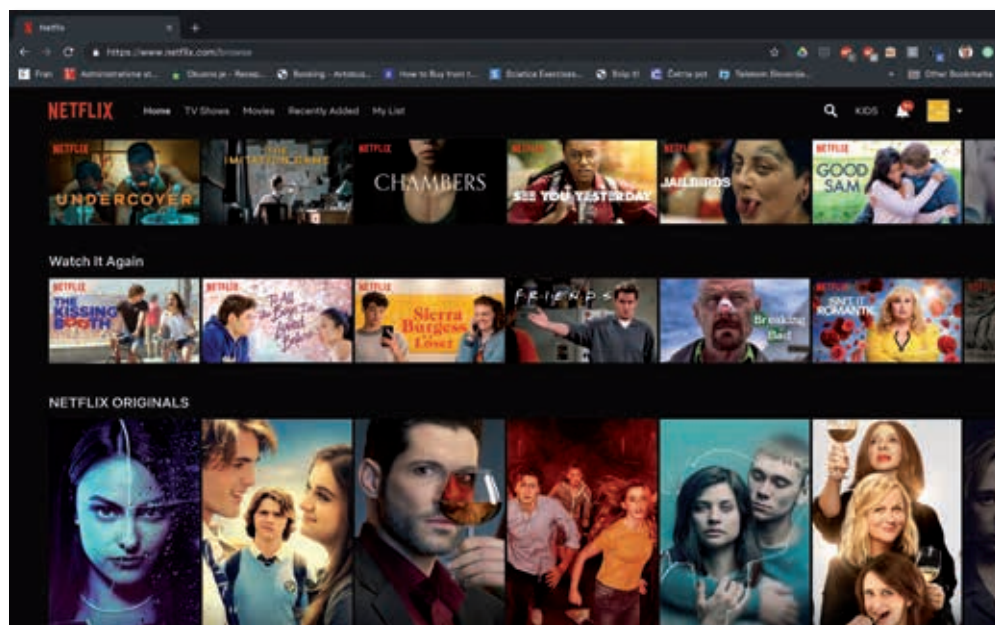 Netflix
https://www.netflix.com/browse
Other Bookmarks
NETFLIX Home TV Shows Movies Recently Added My List KIDS
NETFLIX
UNDERCOVER
THE
IMITATION GAME
NETFLIX
CHAMBERS
NETFLIX
SEE YOU YESTERDAY
NETFLIX
JAILBIRDS
NETFLIX
GOOD
SAM
Watch It Again
NETFLIX
THE
KISSING
BOOTH
NETFLIX
To All
the Boys
I've
Loved
Before
NETFLIX
Sierra
Burgess
Loser
FRIENDS
Breaking
Bad
NETFLIX
ISN'T IT
ROMANTIC
NETFLIX ORIGINALS